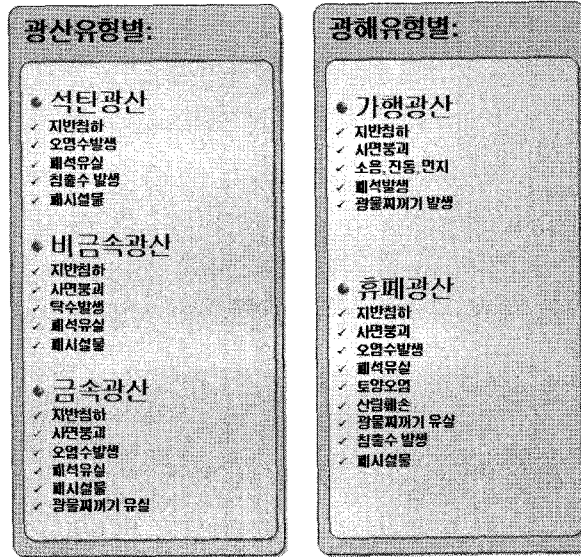 광산유형별:
석탄광산
지반침하
오염수발생
폐석유실
침출수 발생
폐시설물
비금속광산
지반침하
사면붕괴
탁수발생
폐석유실
폐시설물
금속광산
지반침하
사면붕괴
오염수발생
폐석유실
폐시설물
광물찌꺼기 유실
광해유형별:
가행광산
지반침하
사면붕괴
소음, 진동, 먼지
폐석발생
광물찌꺼기 발생
휴폐광산
지반침하
사면붕괴
오염수발생
폐석유실
토양오염
산림훼손
광물찌꺼기 유실
침출수 발생
폐시설물